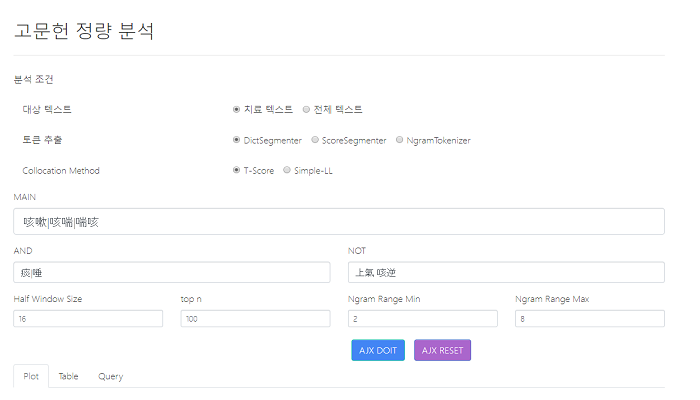 고문헌 정량 분석
분석 조건
대상 텍스트 치료 텍스트 전체 텍스트
토큰 추출 DictSegmenter ScoreSegmenter NgramTokenizer
Collocation Method T-Score Simple-LL
MAIN
咳嗽|咳喘|喘咳
AND NOT
痰|唾 上氣 咳逆
Half Window Size top n Ngram Range Min Ngram Range Max
16 100 2 8
AJX DOIT AJX RESET
Plot Table Query